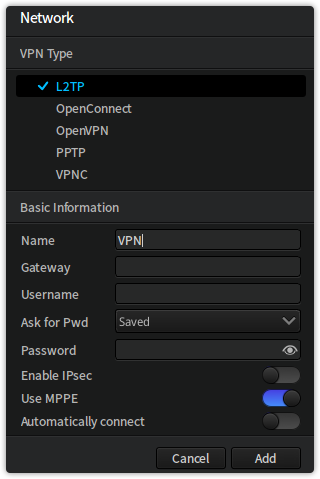 Network
VPN Type
L2TP
OpenConnect
OpenVPN
PPTP
VPNC
Basic Information
Name VPN
Gateway
Username
Ask for Pwd Saved
Password
Enable IPsec
Use MPPE
Automatically connect
Cancel Add